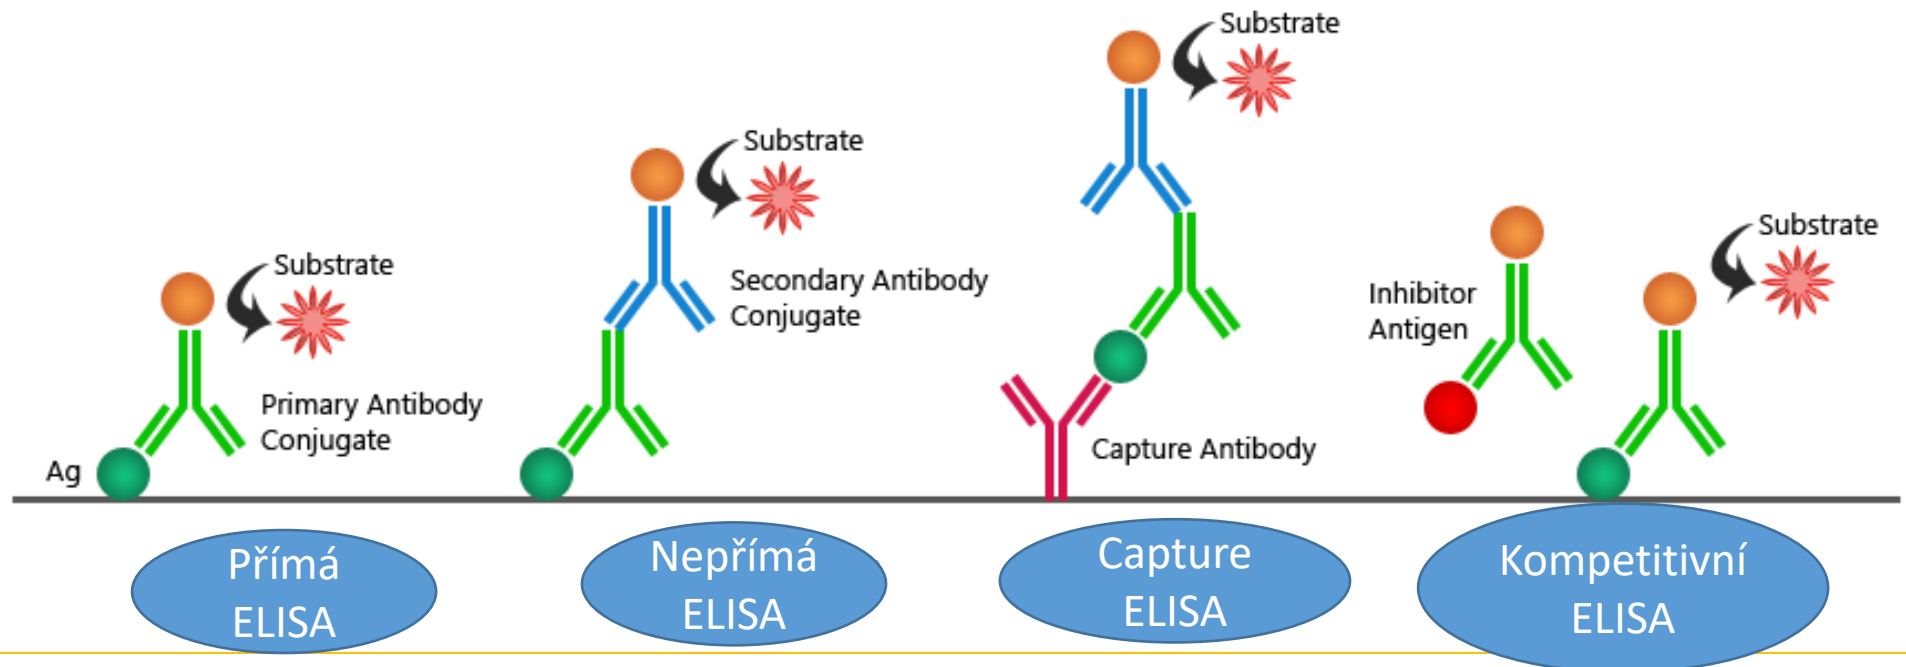 Substrate
Primary Antibody
Conjugate
Ag
Přímá
ELISA
Substrate
Secondary Antibody
Conjugate
Nepřímá
ELISA
Substrate
Capture Antibody
Capture
ELISA
Inhibitor
Antigen
Substrate
Kompetitivní
ELISA